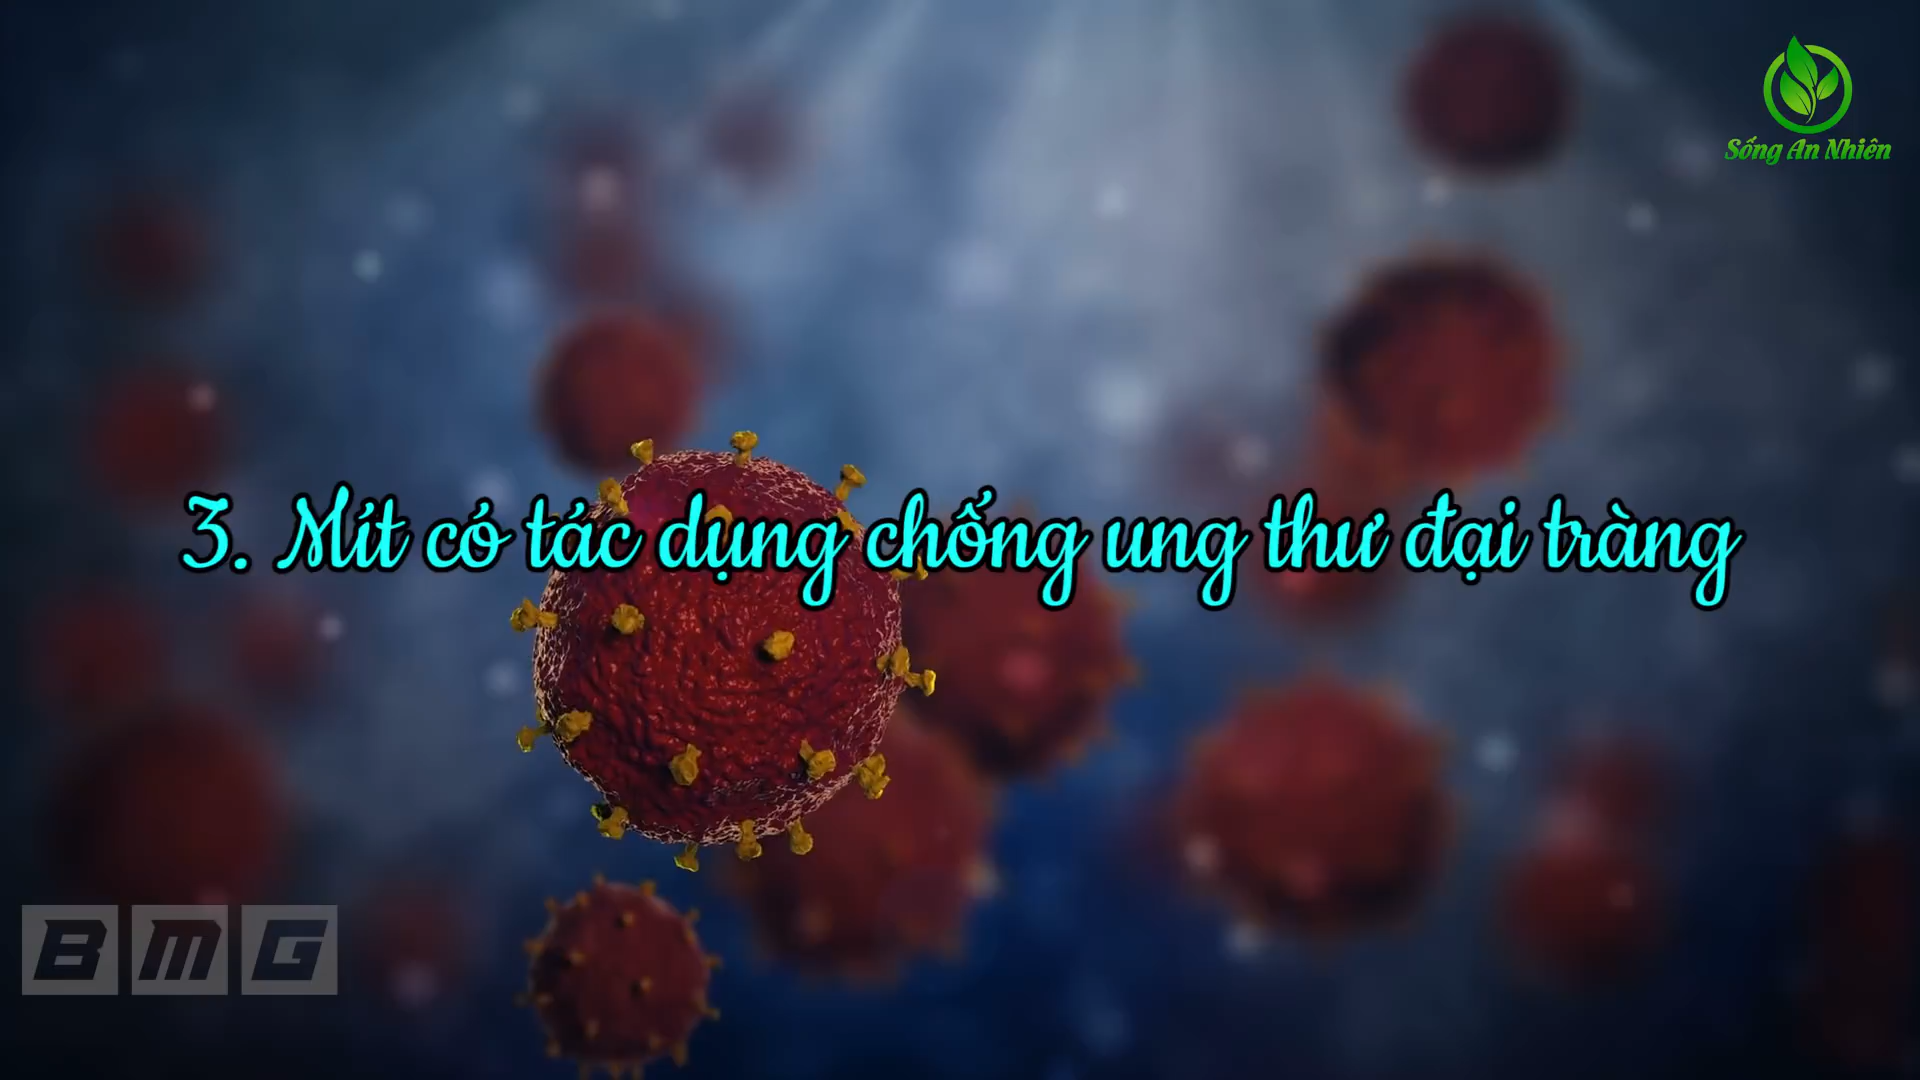 Sống An Nhiên
3. Mít có tác dụng chống ung thư đại tràng
BMG